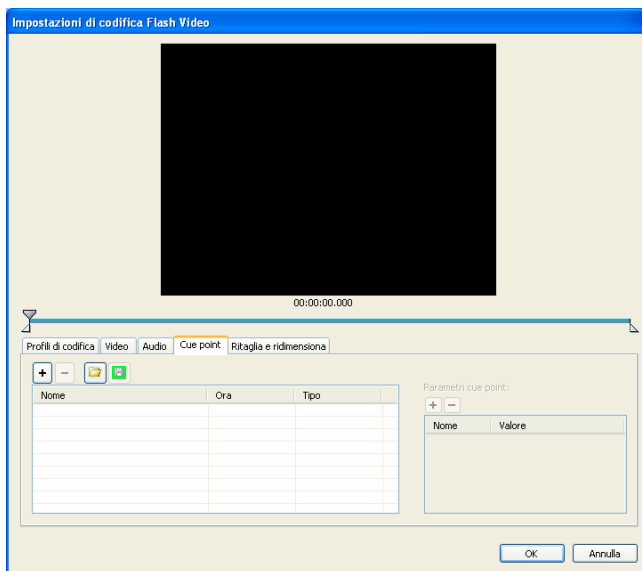 Impostazioni di codifica Flash Video
00:00:00.000
Profili di codifica Video Audio Cue point Ritaglia e ridimensiona
+ −
Nome Ora Tipo
Parametri cue point:
+ −
Nome Valore
OK Annulla